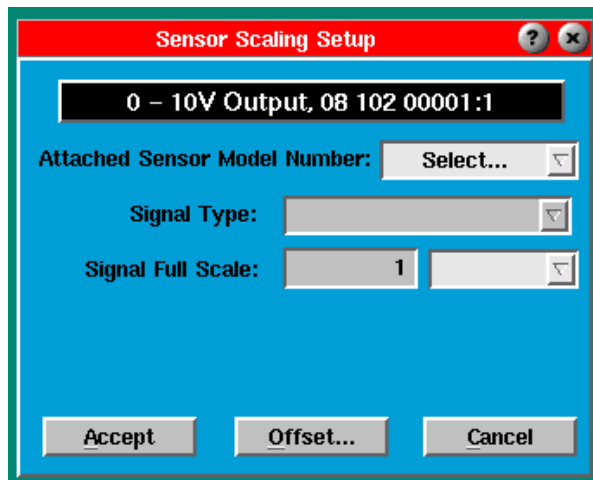 Sensor Scaling Setup ? ×
0 – 10V Output, 08 102 00001:1
Attached Sensor Model Number: Select...
Signal Type:
Signal Full Scale: 1
Accept Offset... Cancel